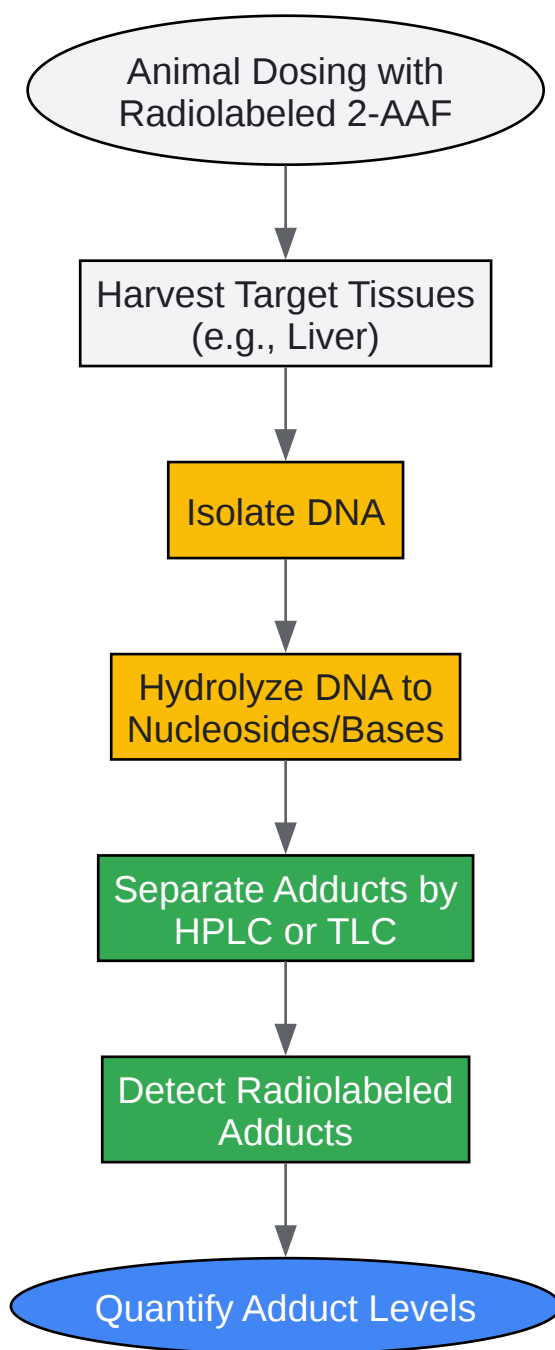 Animal Dosing with
Radiolabeled 2-AAF
Harvest Target Tissues
(e.g., Liver)
Isolate DNA
Hydrolyze DNA to
Nucleosides/Bases
Separate Adducts by
HPLC or TLC
Detect Radiolabeled
Adducts
Quantify Adduct Levels